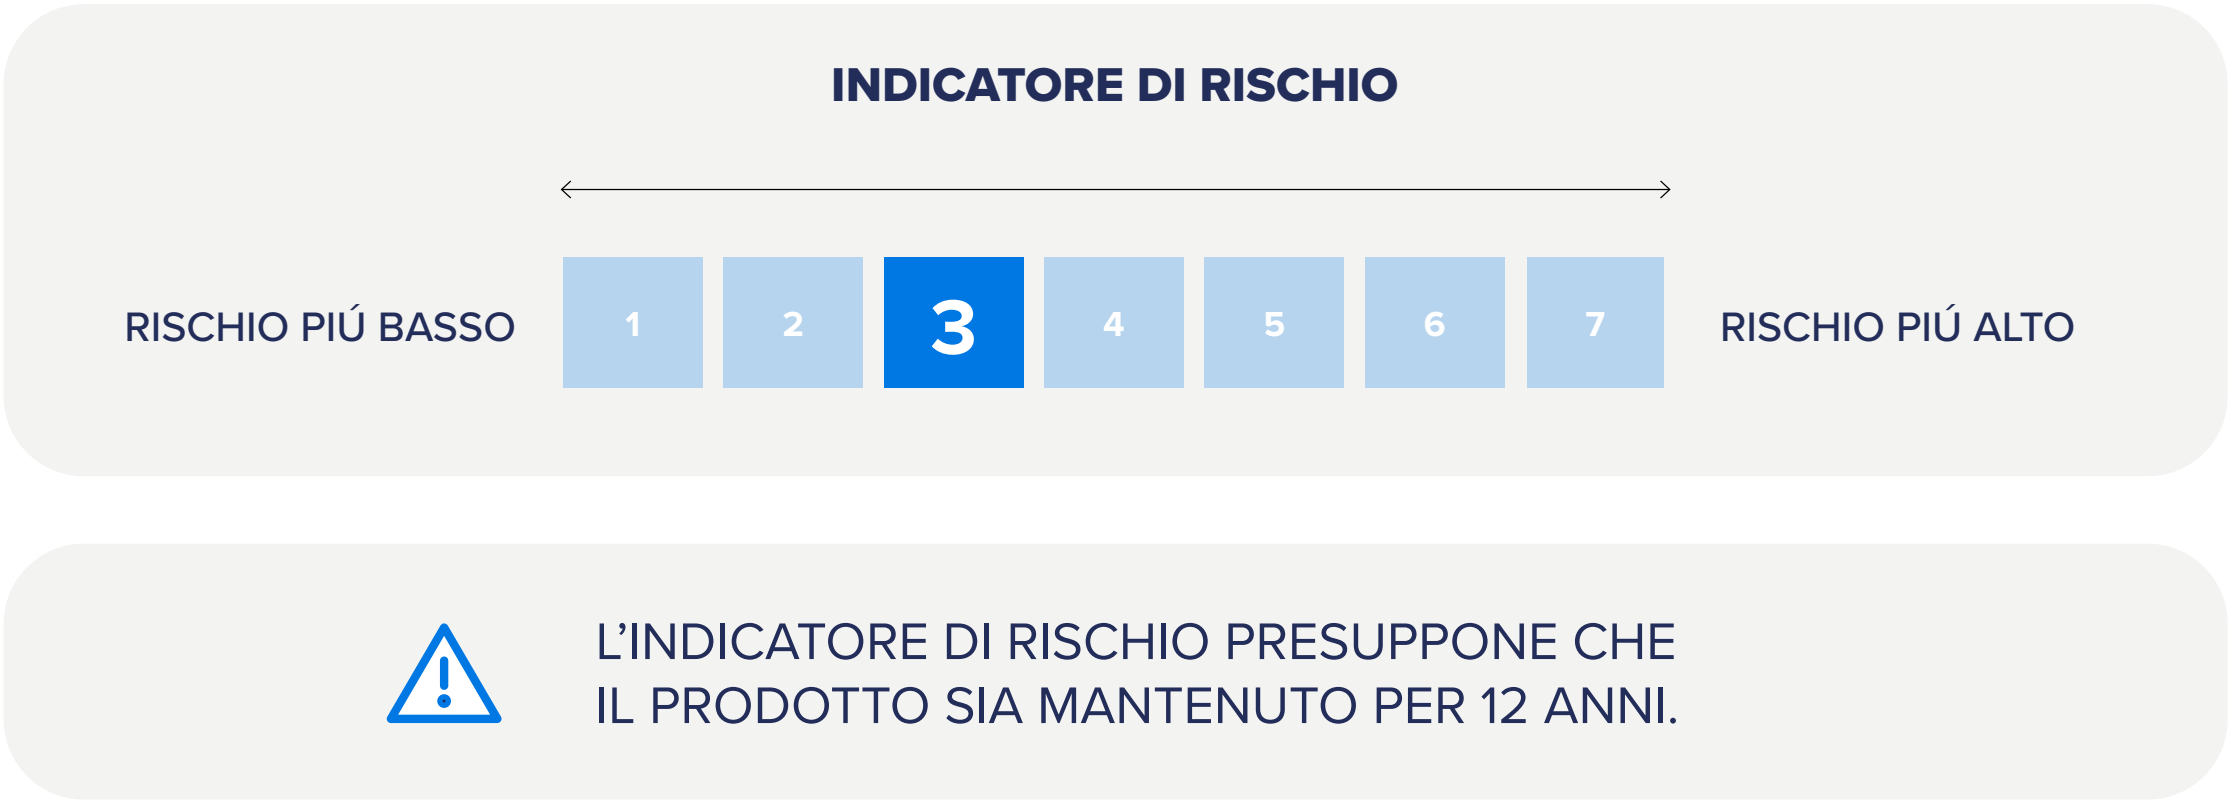 INDICATORE DI RISCHIO
RISCHIO PIÚ BASSO 1 2 3 4 5 6 7 RISCHIO PIÚ ALTO
L’INDICATORE DI RISCHIO PRESUPPONE CHE
IL PRODOTTO SIA MANTENUTO PER 12 ANNI.